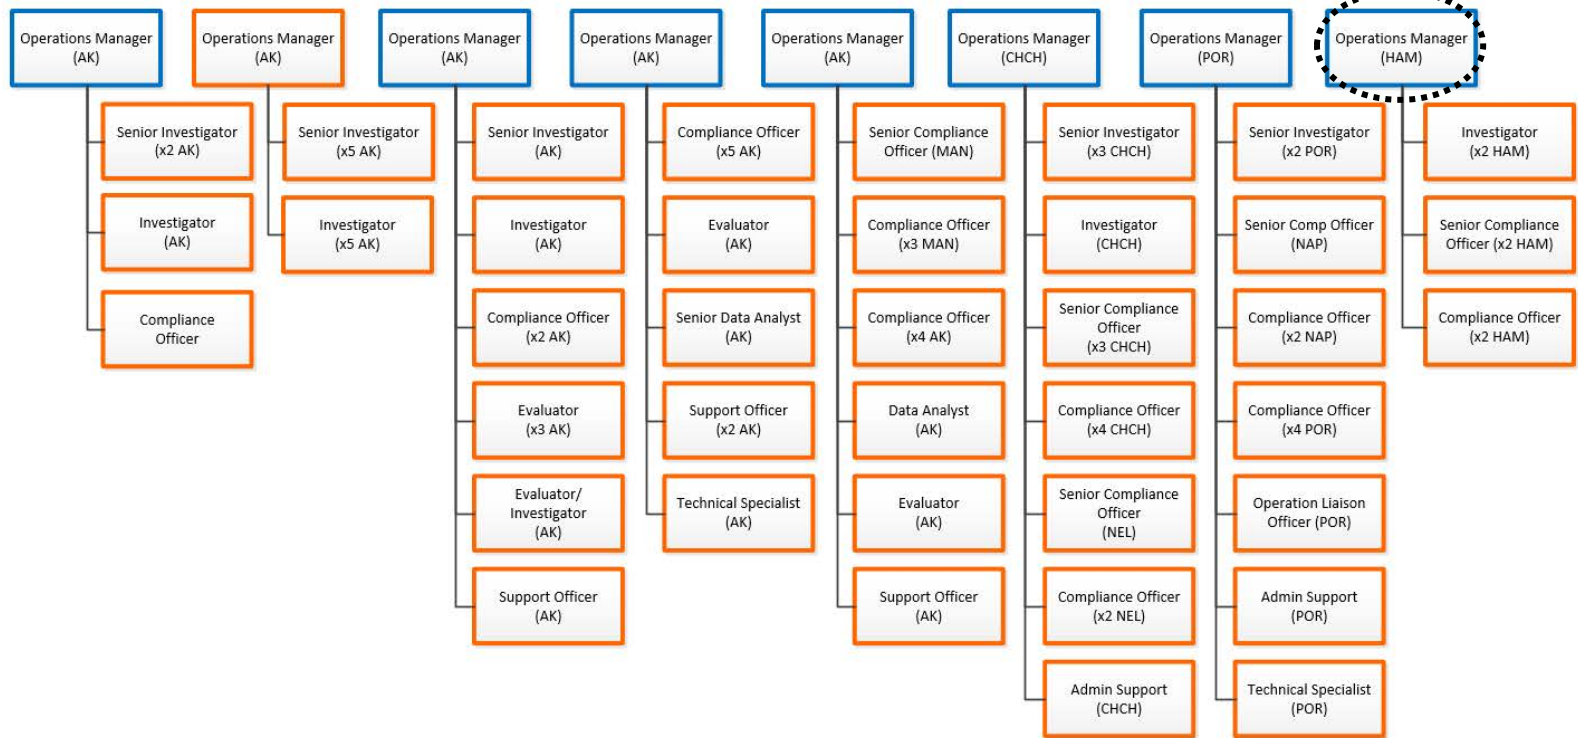 Operations Manager
(AK)
Operations Manager
(AK)
Operations Manager
(AK)
Operations Manager
(AK)
Operations Manager
(AK)
Operations Manager
(CHCH)
Operations Manager
(POR)
Operations Manager
(HAM)
Senior Investigator
(x2 AK)
Investigator
(AK)
Compliance
Officer
Senior Investigator
(x5 AK)
Investigator
(x5 AK)
Senior Investigator
(AK)
Investigator
(AK)
Compliance Officer
(x2 AK)
Evaluator
(x3 AK)
Evaluator/
Investigator
(AK)
Support Officer
(AK)
Compliance Officer
(x5 AK)
Evaluator
(AK)
Senior Data Analyst
(AK)
Support Officer
(x2 AK)
Technical Specialist
(AK)
Senior Compliance
Officer (MAN)
Compliance Officer
(x3 MAN)
Compliance Officer
(x4 AK)
Data Analyst
(AK)
Evaluator
(AK)
Support Officer
(AK)
Senior Investigator
(x3 CHCH)
Investigator
(CHCH)
Senior Compliance
Officer
(x3 CHCH)
Compliance Officer
(x4 CHCH)
Senior Compliance
Officer
(NEL)
Compliance Officer
(x2 NEL)
Admin Support
(CHCH)
Senior Investigator
(x2 POR)
Senior Comp Officer
(NAP)
Compliance Officer
(x2 NAP)
Compliance Officer
(x4 POR)
Operation Liaison
Officer (POR)
Admin Support
(POR)
Technical Specialist
(POR)
Investigator
(x2 HAM)
Senior Compliance
Officer (x2 HAM)
Compliance Officer
(x2 HAM)